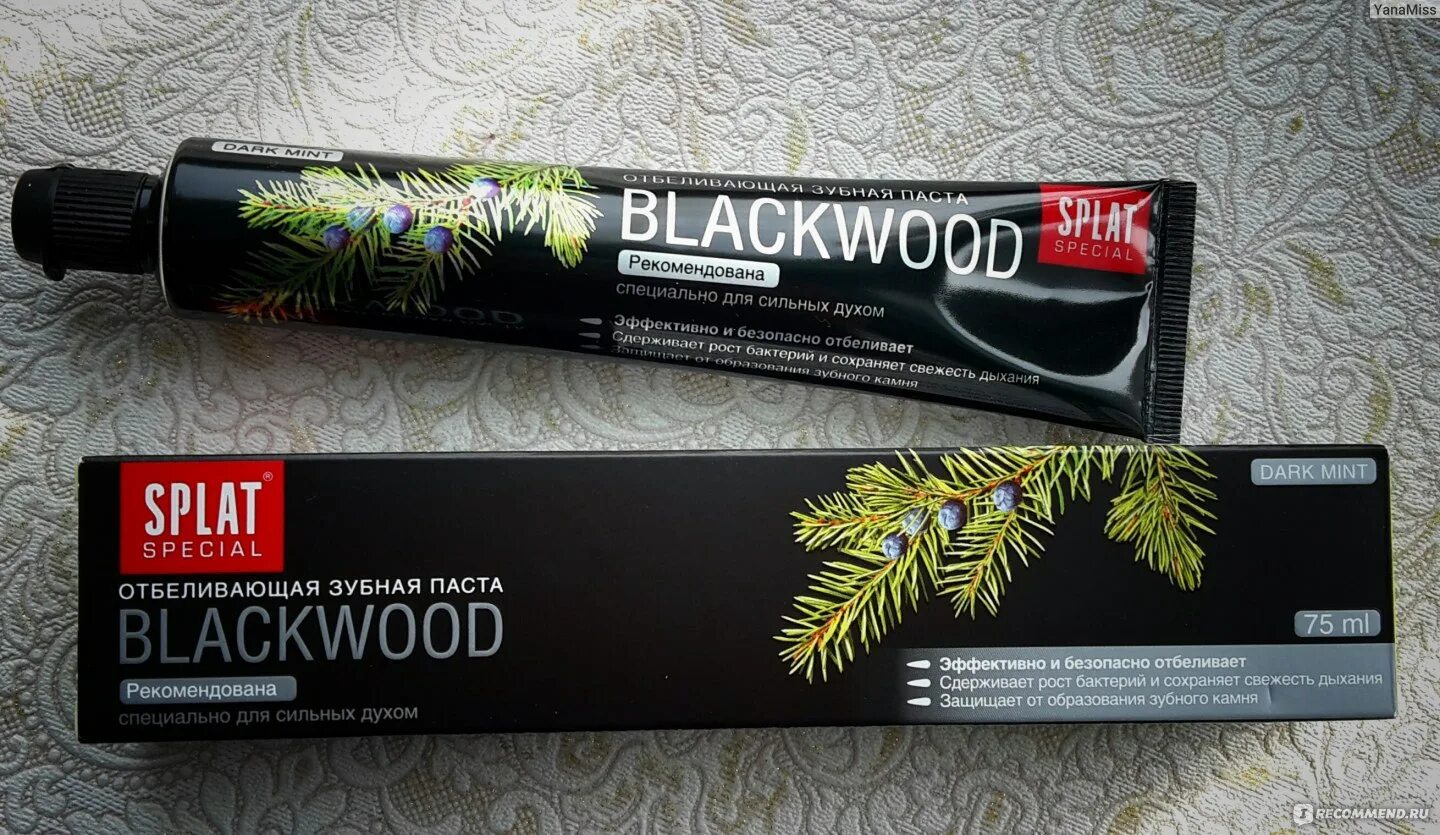 YanaMiss
DARK MINT
ОТБЕЛИВАЮЩАЯ ЗУБНАЯ ПАСТА
BLACKWOOD
SPLAT
SPECIAL
Рекомендована
специально для сильных духом
Эффективно и безопасно отбеливает
Сдерживает рост бактерий и сохраняет свежесть дыхания
Защищает от образования зубного камня
SPLAT®
SPECIAL
DARK MINT
ОТБЕЛИВАЮЩАЯ ЗУБНАЯ ПАСТА
BLACKWOOD
75 ml
Рекомендована
специально для сильных духом
Эффективно и безопасно отбеливает
Сдерживает рост бактерий и сохраняет свежесть дыхания
Защищает от образования зубного камня
RECOMMEND.RU